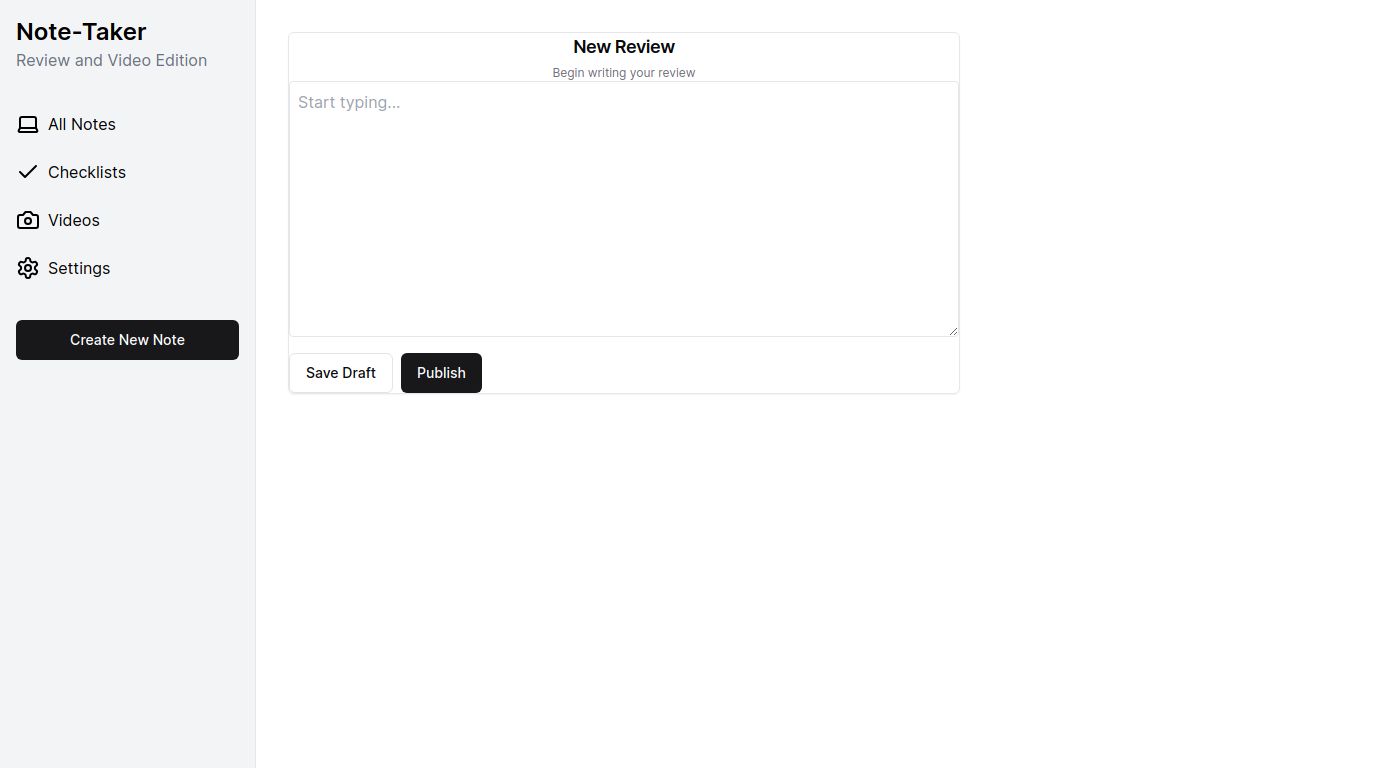 Note-Taker
Review and Video Edition
All Notes
Checklists
Videos
Settings
Create New Note
New Review
Begin writing your review
Start typing...
Save Draft
Publish